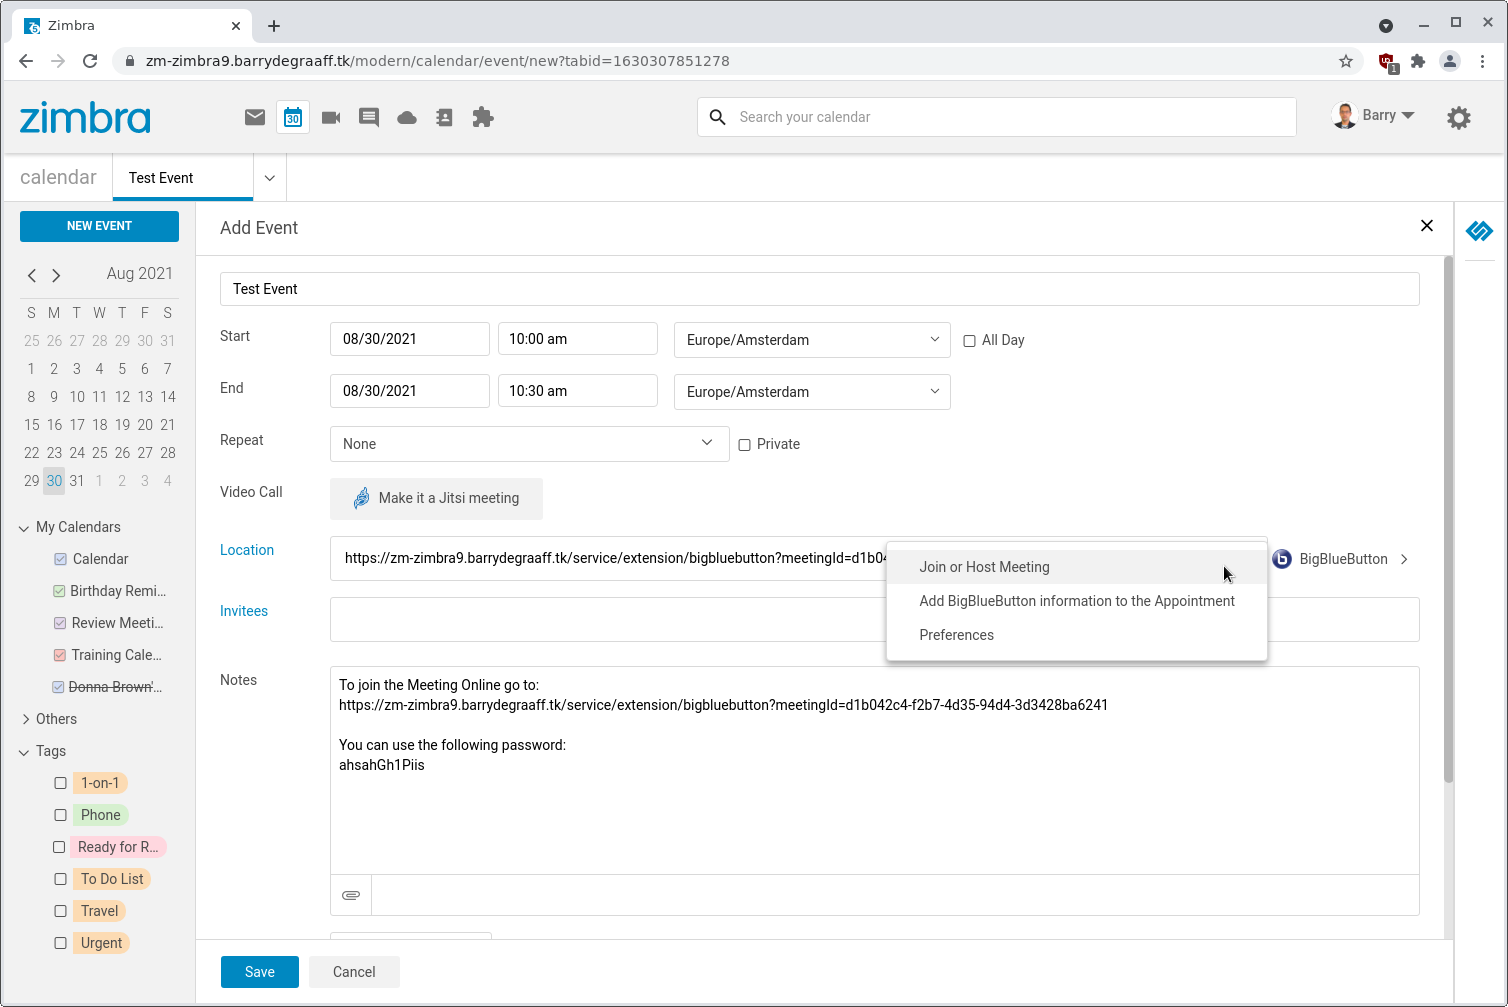 Zimbra
zm-zimbra9.barrydegraaff.tk/modern/calendar/event/new?tabid=1630307851278
1
zimbra
30
Search your calendar
Barry
calendar
Test Event
NEW EVENT
Aug 2021
S M T W T F S
25 26 27 28 29 30 31
1 2 3 4 5 6 7
8 9 10 11 12 13 14
15 16 17 18 19 20 21
22 23 24 25 26 27 28
29 30 31 1 2 3 4
My Calendars
Calendar
Birthday Remi...
Review Meeti...
Training Cale...
Donna Brown'...
Others
Tags
1-on-1
Phone
Ready for R...
To Do List
Travel
Urgent
Add Event
Test Event
Start 08/30/2021 10:00 am Europe/Amsterdam All Day
End 08/30/2021 10:30 am Europe/Amsterdam
Repeat None Private
Video Call Make it a Jitsi meeting
Location https://zm-zimbra9.barrydegraaff.tk/service/extension/bigbluebutton?meetingId=d1b04 b BigBlueButton
Join or Host Meeting
Add BigBlueButton information to the Appointment
Preferences
Invitees
Notes
To join the Meeting Online go to:
https://zm-zimbra9.barrydegraaff.tk/service/extension/bigbluebutton?meetingId=d1b042c4-f2b7-4d35-94d4-3d3428ba6241
You can use the following password:
ahsahGh1Piis
Save Cancel